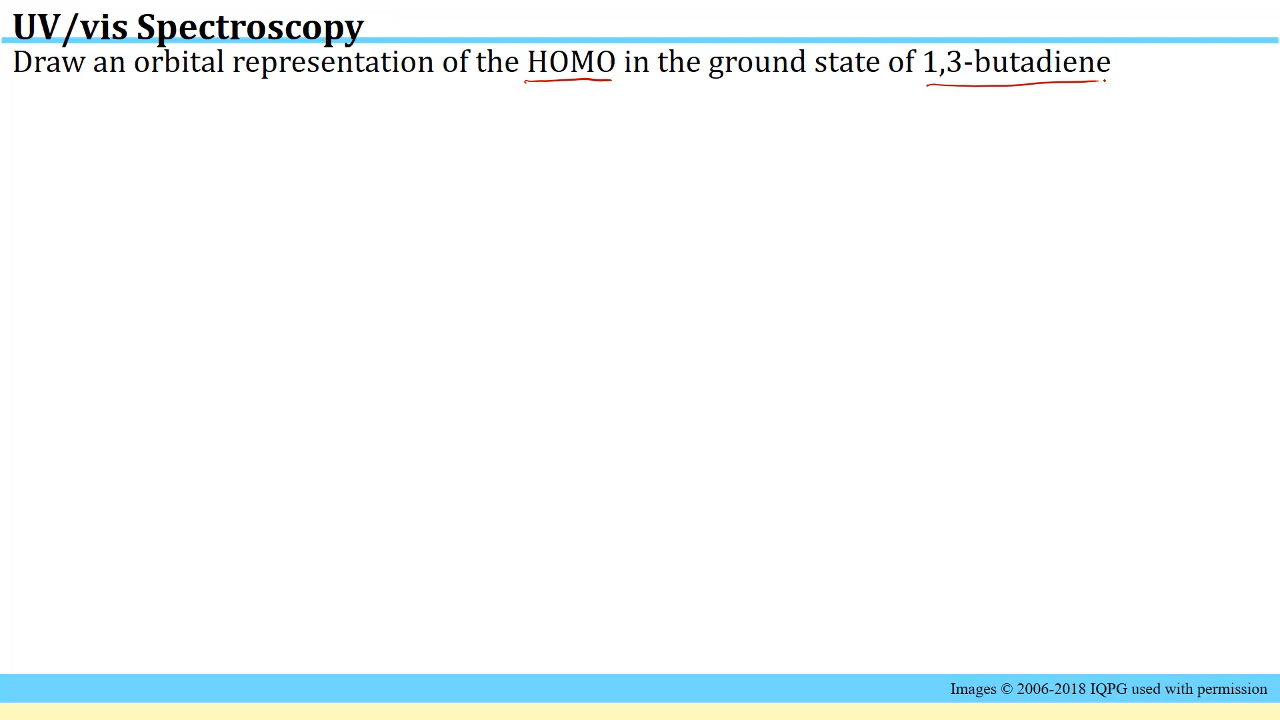 UV/vis Spectroscopy
Draw an orbital representation of the HOMO in the ground state of 1,3-butadiene
Images © 2006-2018 IQPG used with permission